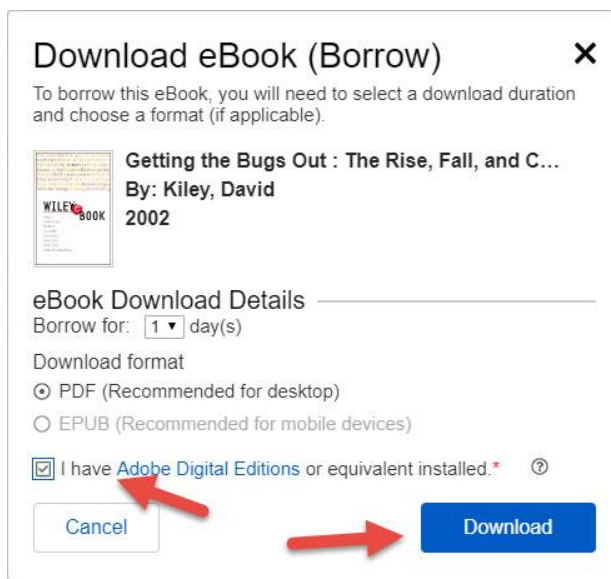 Download eBook (Borrow)
To borrow this eBook, you will need to select a download duration
and choose a format (if applicable).
Getting the Bugs Out : The Rise, Fall, and C...
By: Kiley, David
2002
WILEY
BOOK
eBook Download Details
Borrow for: 1 day(s)
Download format
PDF (Recommended for desktop)
EPUB (Recommended for mobile devices)
I have Adobe Digital Editions or equivalent installed.*
Cancel
Download